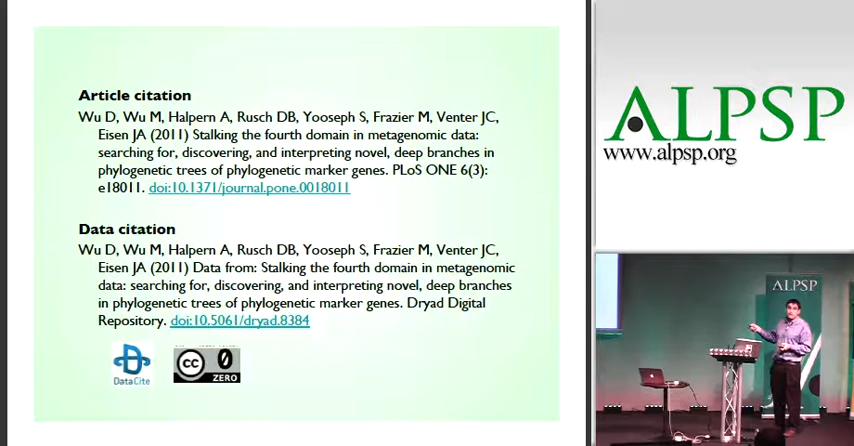 Article citation
Wu D, Wu M, Halpern A, Rusch DB, Yooseph S, Frazier M, Venter JC,
Eisen JA (2011) Stalking the fourth domain in metagenomic data:
searching for, discovering, and interpreting novel, deep branches in
phylogenetic trees of phylogenetic marker genes. PLoS ONE 6(3):
e18011. doi:10.1371/journal.pone.0018011
Data citation
Wu D, Wu M, Halpern A, Rusch DB, Yooseph S, Frazier M, Venter JC,
Eisen JA (2011) Data from: Stalking the fourth domain in metagenomic
data: searching for, discovering, and interpreting novel, deep branches
in phylogenetic trees of phylogenetic marker genes. Dryad Digital
Repository. doi:10.5061/dryad.8384
DataCite
cc 0
ZERO
ALPSP
www.alpsp.org
ALPSP